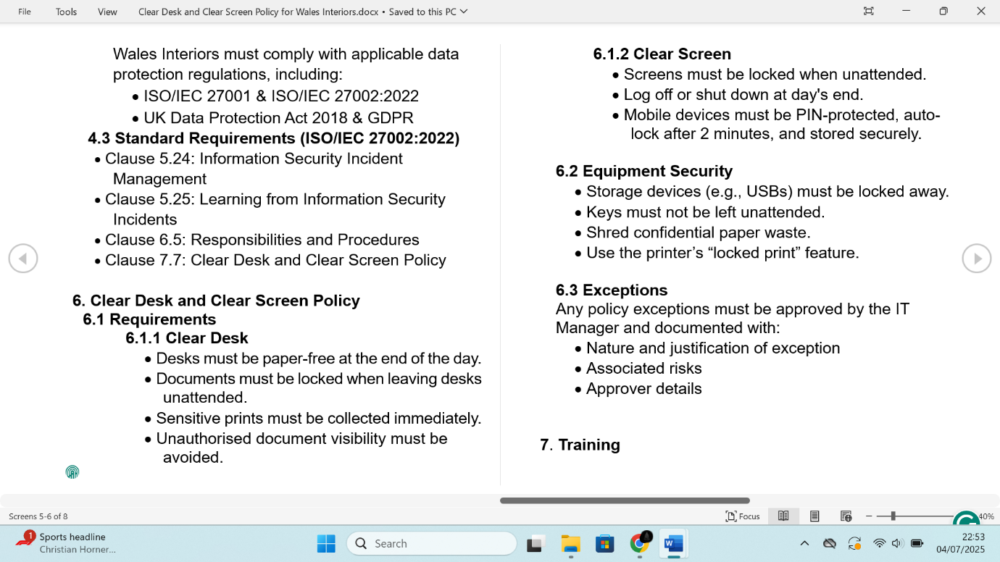 File Tools View Clear Desk and Clear Screen Policy for Wales Interiors.docx • Saved to this PC
Wales Interiors must comply with applicable data
protection regulations, including:
• ISO/IEC 27001 & ISO/IEC 27002:2022
• UK Data Protection Act 2018 & GDPR
4.3 Standard Requirements (ISO/IEC 27002:2022)
• Clause 5.24: Information Security Incident
Management
• Clause 5.25: Learning from Information Security
Incidents
• Clause 6.5: Responsibilities and Procedures
• Clause 7.7: Clear Desk and Clear Screen Policy
6. Clear Desk and Clear Screen Policy
6.1 Requirements
6.1.1 Clear Desk
• Desks must be paper-free at the end of the day.
• Documents must be locked when leaving desks
unattended.
• Sensitive prints must be collected immediately.
• Unauthorised document visibility must be
avoided.
6.1.2 Clear Screen
• Screens must be locked when unattended.
• Log off or shut down at day's end.
• Mobile devices must be PIN-protected, auto-
lock after 2 minutes, and stored securely.
6.2 Equipment Security
• Storage devices (e.g., USBs) must be locked away.
• Keys must not be left unattended.
• Shred confidential paper waste.
• Use the printer’s “locked print” feature.
6.3 Exceptions
Any policy exceptions must be approved by the IT
Manager and documented with:
• Nature and justification of exception
• Associated risks
• Approver details
7. Training
Screens 5-6 of 8
Focus
40%
1
Sports headline
Christian Horner...
Search
22:53
04/07/2025